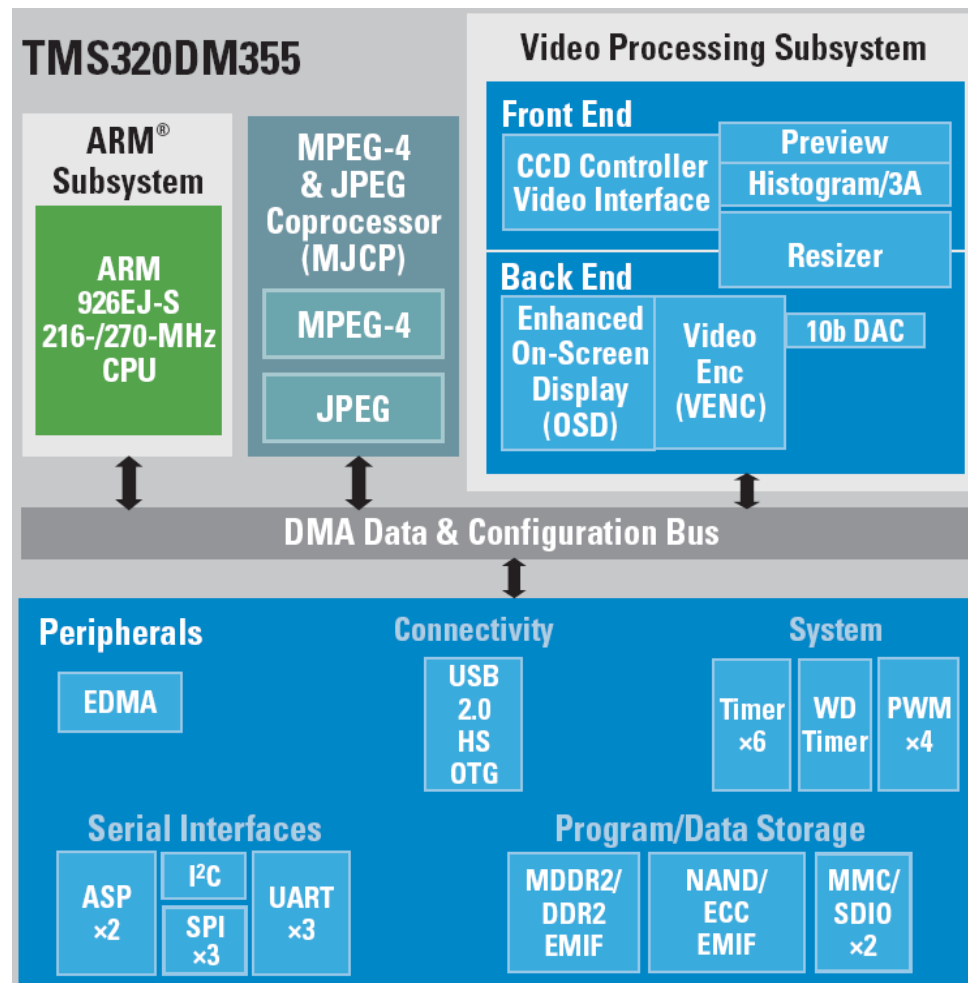 TMS320DM355
ARM®
Subsystem
ARM
926EJ-S
216-/270-MHz
CPU
MPEG-4
& JPEG
Coprocessor
(MJCP)
MPEG-4
JPEG
Video Processing Subsystem
Front End
CCD Controller
Video Interface
Preview
Histogram/3A
Resizer
Back End
Enhanced
On-Screen
Display
(OSD)
Video
Enc
(VENC)
10b DAC
DMA Data & Configuration Bus
Peripherals
EDMA
Connectivity
USB
2.0
HS
OTG
System
Timer
×6
WD
Timer
PWM
×4
Serial Interfaces
ASP
×2
I²C
SPI
×3
UART
×3
Program/Data Storage
MDDR2/
DDR2
EMIF
NAND/
ECC
EMIF
MMC/
SDIO
×2